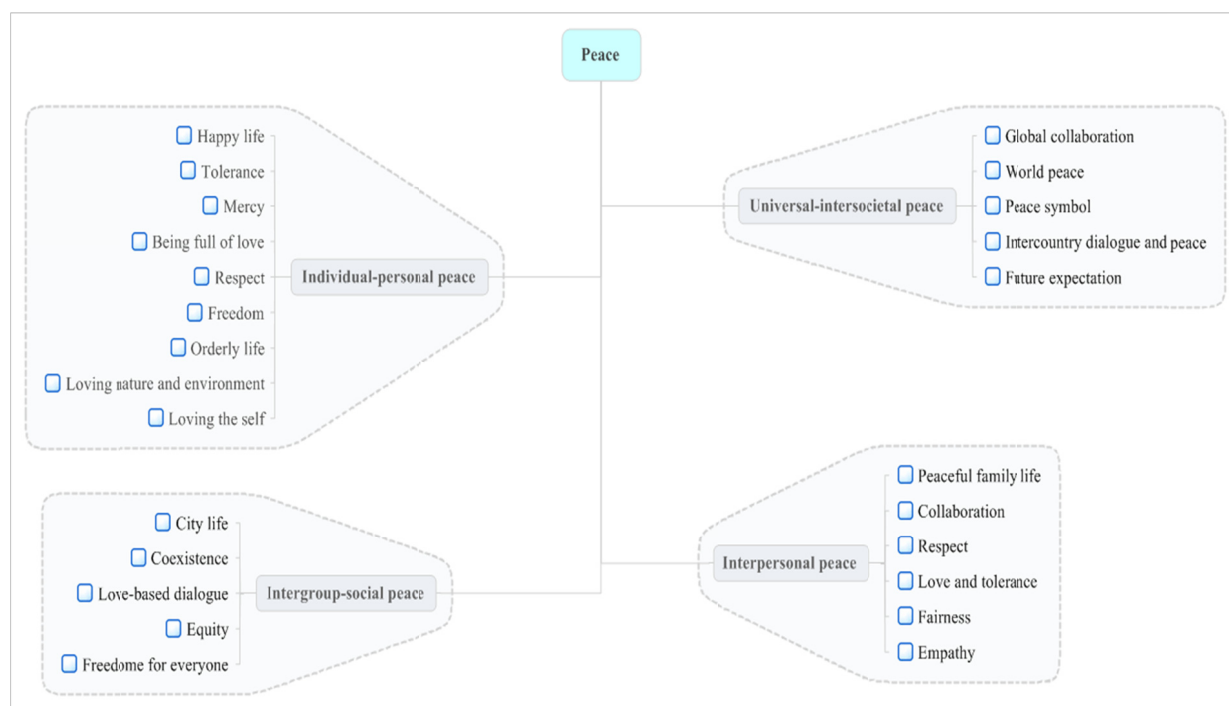 Peace
Happy life
Tolerance
Mercy
Being full of love
Respect
Freedom
Orderly life
Loving nature and environment
Loving the self
Individual-personal peace
Universal-intersocietal peace
Global collaboration
World peace
Peace symbol
Intercountry dialogue and peace
Future expectation
City life
Coexistence
Love-based dialogue
Equity
Freedome for everyone
Intergroup-social peace
Interpersonal peace
Peaceful family life
Collaboration
Respect
Love and tolerance
Fairness
Empathy